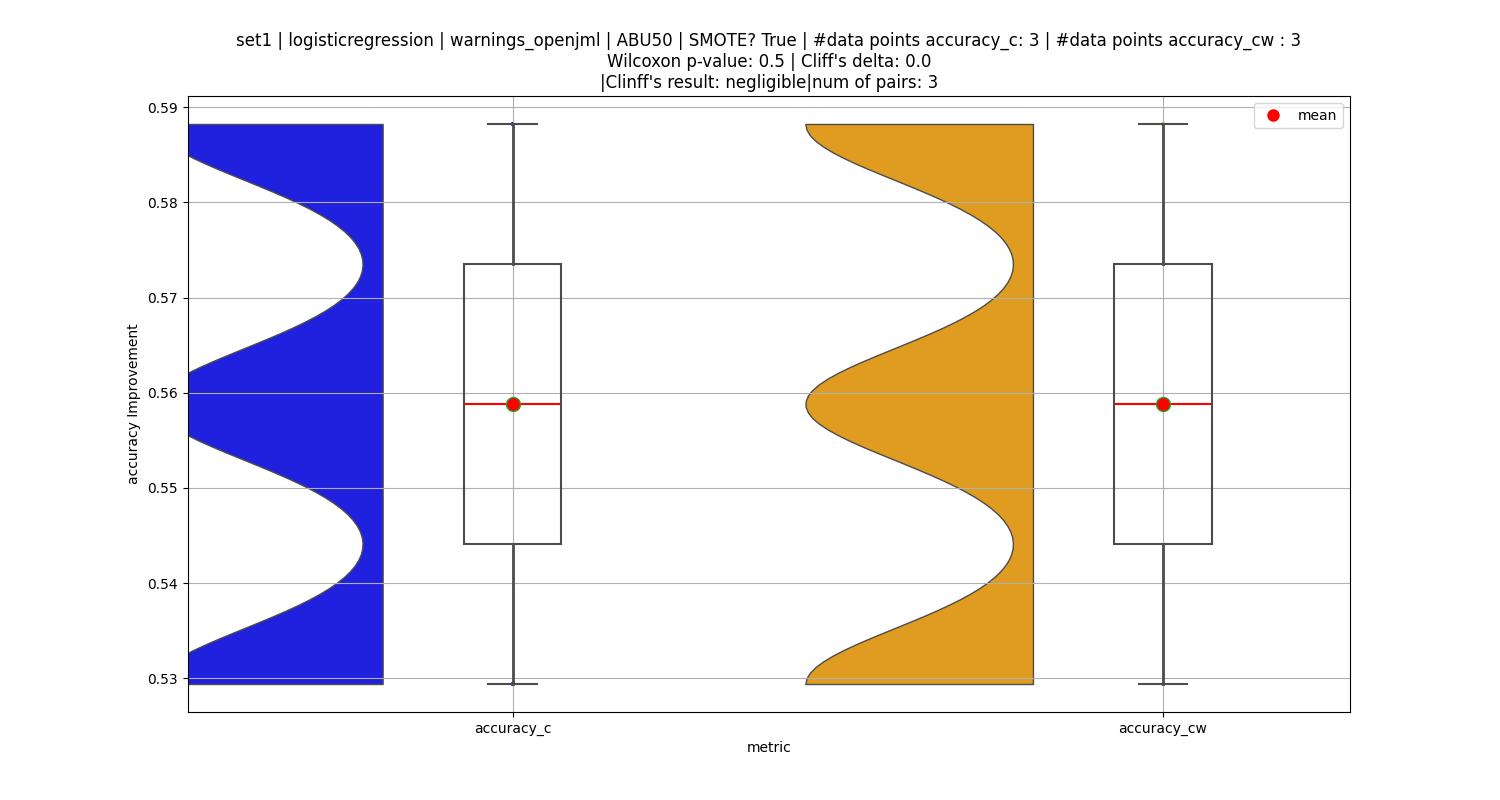 set1 | logisticregression | warnings_openjml | ABU50 | SMOTE? True | #data points accuracy_c: 3 | #data points accuracy_cw : 3
Wilcoxon p-value: 0.5 | Cliff's delta: 0.0
|Clinff's result: negligible|num of pairs: 3
0.59
mean
0.58
0.57
0.56
0.55
0.54
0.53
accuracy Improvement
accuracy_c
accuracy_cw
metric